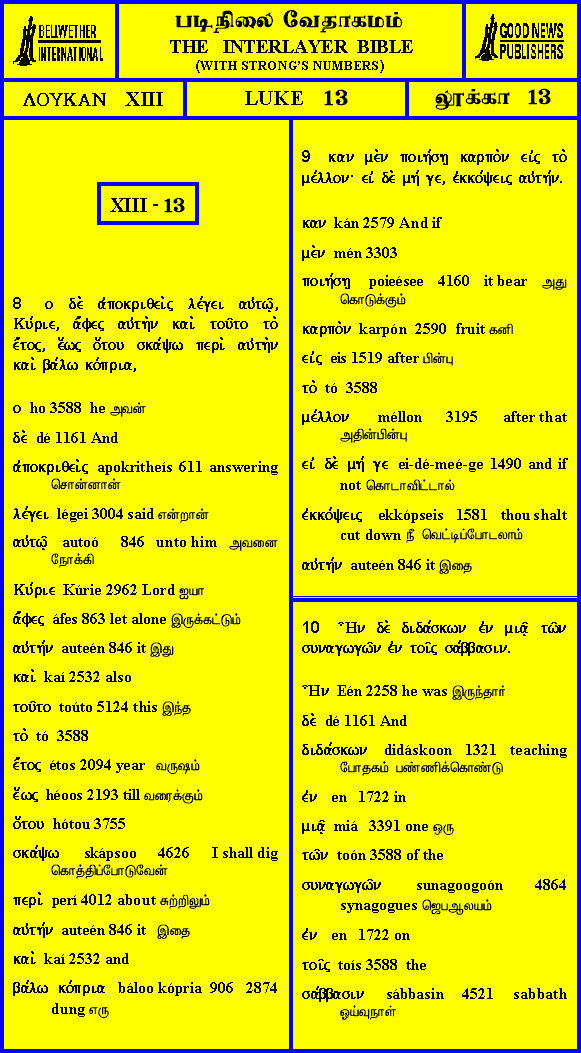 BELLWETHER
INTERNATIONAL
படிநிலை வேதாகமம்
THE INTERLAYER BIBLE
(WITH STRONG'S NUMBERS)
GOOD NEWS
PUBLISHERS
ΛΟΥΚΑΝ XIII
LUKE 13
லூக்கா 13
XIII - 13
8 ο δὲ ἀποκριθεὶς λέγει αὐτῷ,
Κύριε, ἄφες αὐτὴν καὶ τοῦτο τὸ
ἔτος, ἕως ὅτου σκάψω περὶ αὐτὴν
καὶ βάλω κόπρια,
ο ho 3588 he அவன்
δὲ dé 1161 And
ἀποκριθεὶς apokritheís 611 answering
சொன்னான்
λέγει légei 3004 said என்றான்
αὐτῷ autoó 846 unto him அவனை
நோக்கி
Κύριε Kúrie 2962 Lord ஐயா
ἄφες áfes 863 let alone இருக்கட்டும்
αὐτήν auteén 846 it இது
καὶ kaí 2532 also
τοῦτο toúto 5124 this இந்த
τὸ tó 3588
ἔτος étos 2094 year வருஷம்
ἕως héoos 2193 till வரைக்கும்
ὅτου hótou 3755
σκάψω skápsoo 4626 I shall dig
கொத்திப்போடுவேன்
περὶ perí 4012 about சுற்றிலும்
αὐτήν auteén 846 it இதை
καὶ kaí 2532 and
βάλω κόπρια báloo kópria 906 2874
dung எரு
9 καν μὲν ποιήσῃ καρπὸν εἰς τὸ
μέλλον· εἰ δὲ μή γε, ἐκκόψεις αὐτήν.
καν kán 2579 And if
μὲν mén 3303
ποιήσῃ poieésee 4160 it bear அது
கொடுக்கும்
καρπὸν karpón 2590 fruit கனி
εἰς eis 1519 after பின்பு
τὸ tó 3588
μέλλον méllon 3195 after that
அதின்பின்பு
εἰ δὲ μή γε ei-dé-meé-ge 1490 and if
not கொடாவிட்டால்
ἐκκόψεις ekkópseis 1581 thou shalt
cut down நீ வெட்டிப்போடலாம்
αὐτήν auteén 846 it இதை
10 Ἦν δὲ διδάσκων ἐν μιᾷ τῶν
συναγωγῶν ἐν τοῖς σάββασιν.
Ἦν Eén 2258 he was இருந்தார்
δὲ dé 1161 And
διδάσκων didáskoon 1321 teaching
போதகம் பண்ணிக்கொண்டு
ἐν en 1722 in
μιᾷ miá 3391 one ஒரு
τῶν toón 3588 of the
συναγωγῶν sunagoogoón 4864
synagogues ஜெபஆலயம்
ἐν en 1722 on
τοῖς toís 3588 the
σάββασιν sábbasin 4521 sabbath
ஓய்வுநாள்